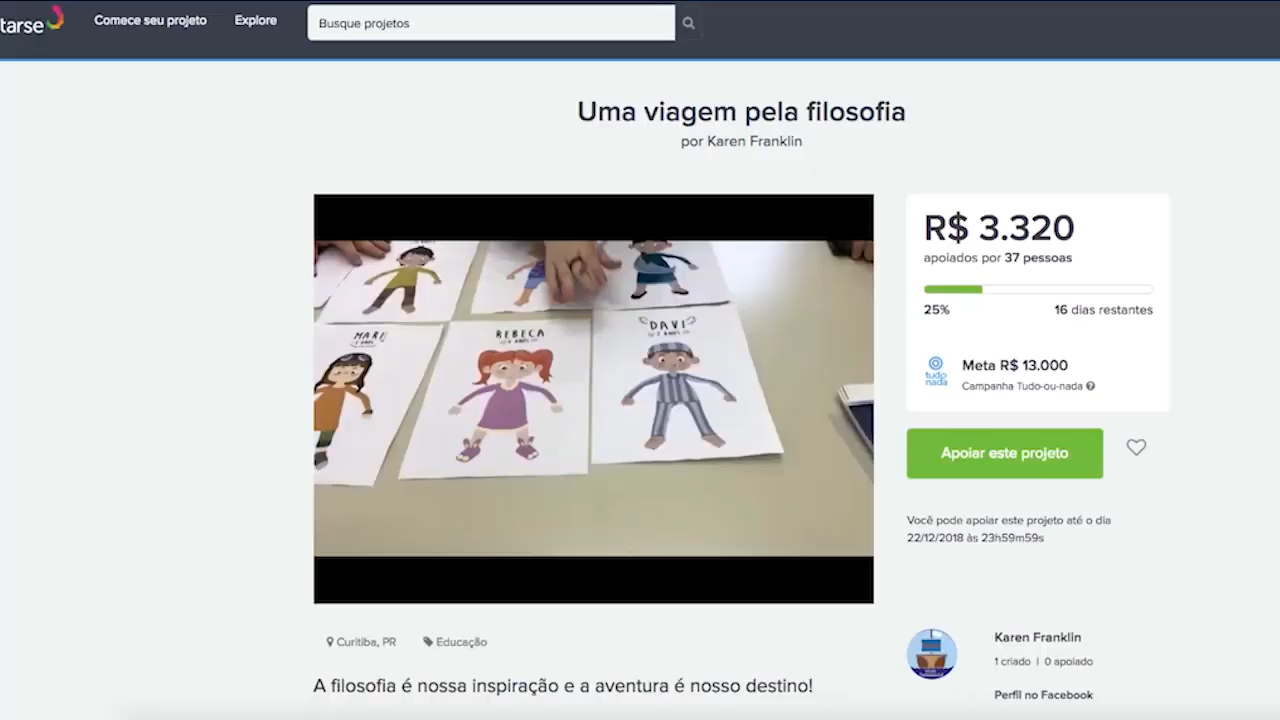 tarse
Comece seu projeto
Explore
Busque projetos
Uma viagem pela filosofia
por Karen Franklin
R$ 3.320
apoiados por 37 pessoas
25%
16 dias restantes
tudo
nada
Meta R$ 13.000
Campanha Tudo-ou-nada
Apoiar este projeto
Você pode apoiar este projeto até o dia
22/12/2018 às 23h59m59s
REBECA
DAVI
Curitiba, PR
Educação
Karen Franklin
1 criado | 0 apoiado
Perfil no Facebook
A filosofia é nossa inspiração e a aventura é nosso destino!